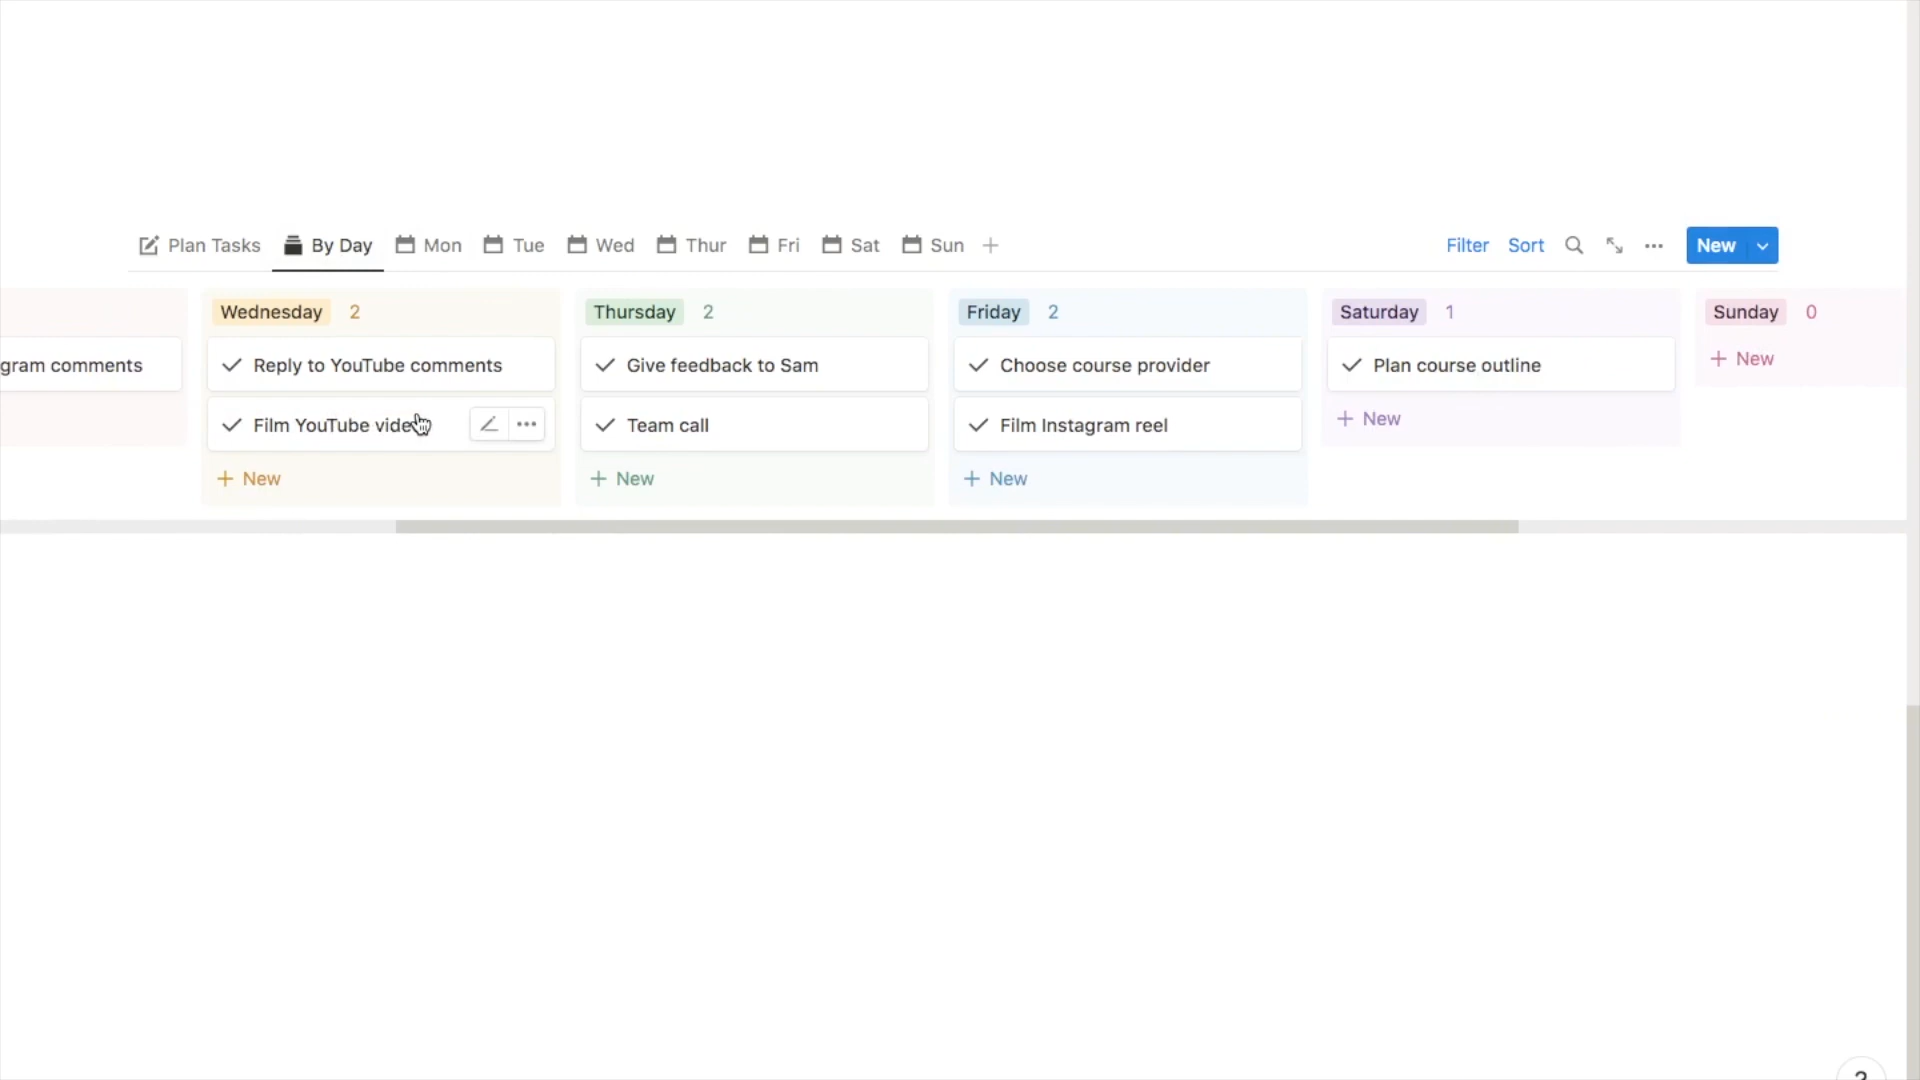 Plan Tasks By Day Mon Tue Wed Thur Fri Sat Sun + Filter Sort New
Wednesday 2 Thursday 2 Friday 2 Saturday 1 Sunday 0
gram comments Reply to YouTube comments Give feedback to Sam Choose course provider Plan course outline + New
Film YouTube Team call Film Instagram reel + New
+ New + New + New